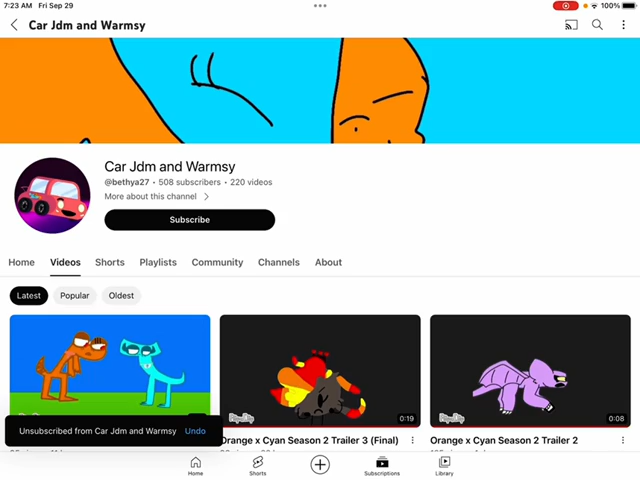 7:23 AM Fri Sep 29
100%
Car Jdm and Warmsy
Car Jdm and Warmsy
@bethya27 • 508 subscribers • 220 videos
More about this channel
Subscribe
Home Videos Shorts Playlists Community Channels About
Latest Popular Oldest
0:19
0:08
Unsubscribed from Car Jdm and Warmsy Undo
Orange x Cyan Season 2 Trailer 3 (Final)
Orange x Cyan Season 2 Trailer 2
Home Shorts Subscriptions Library